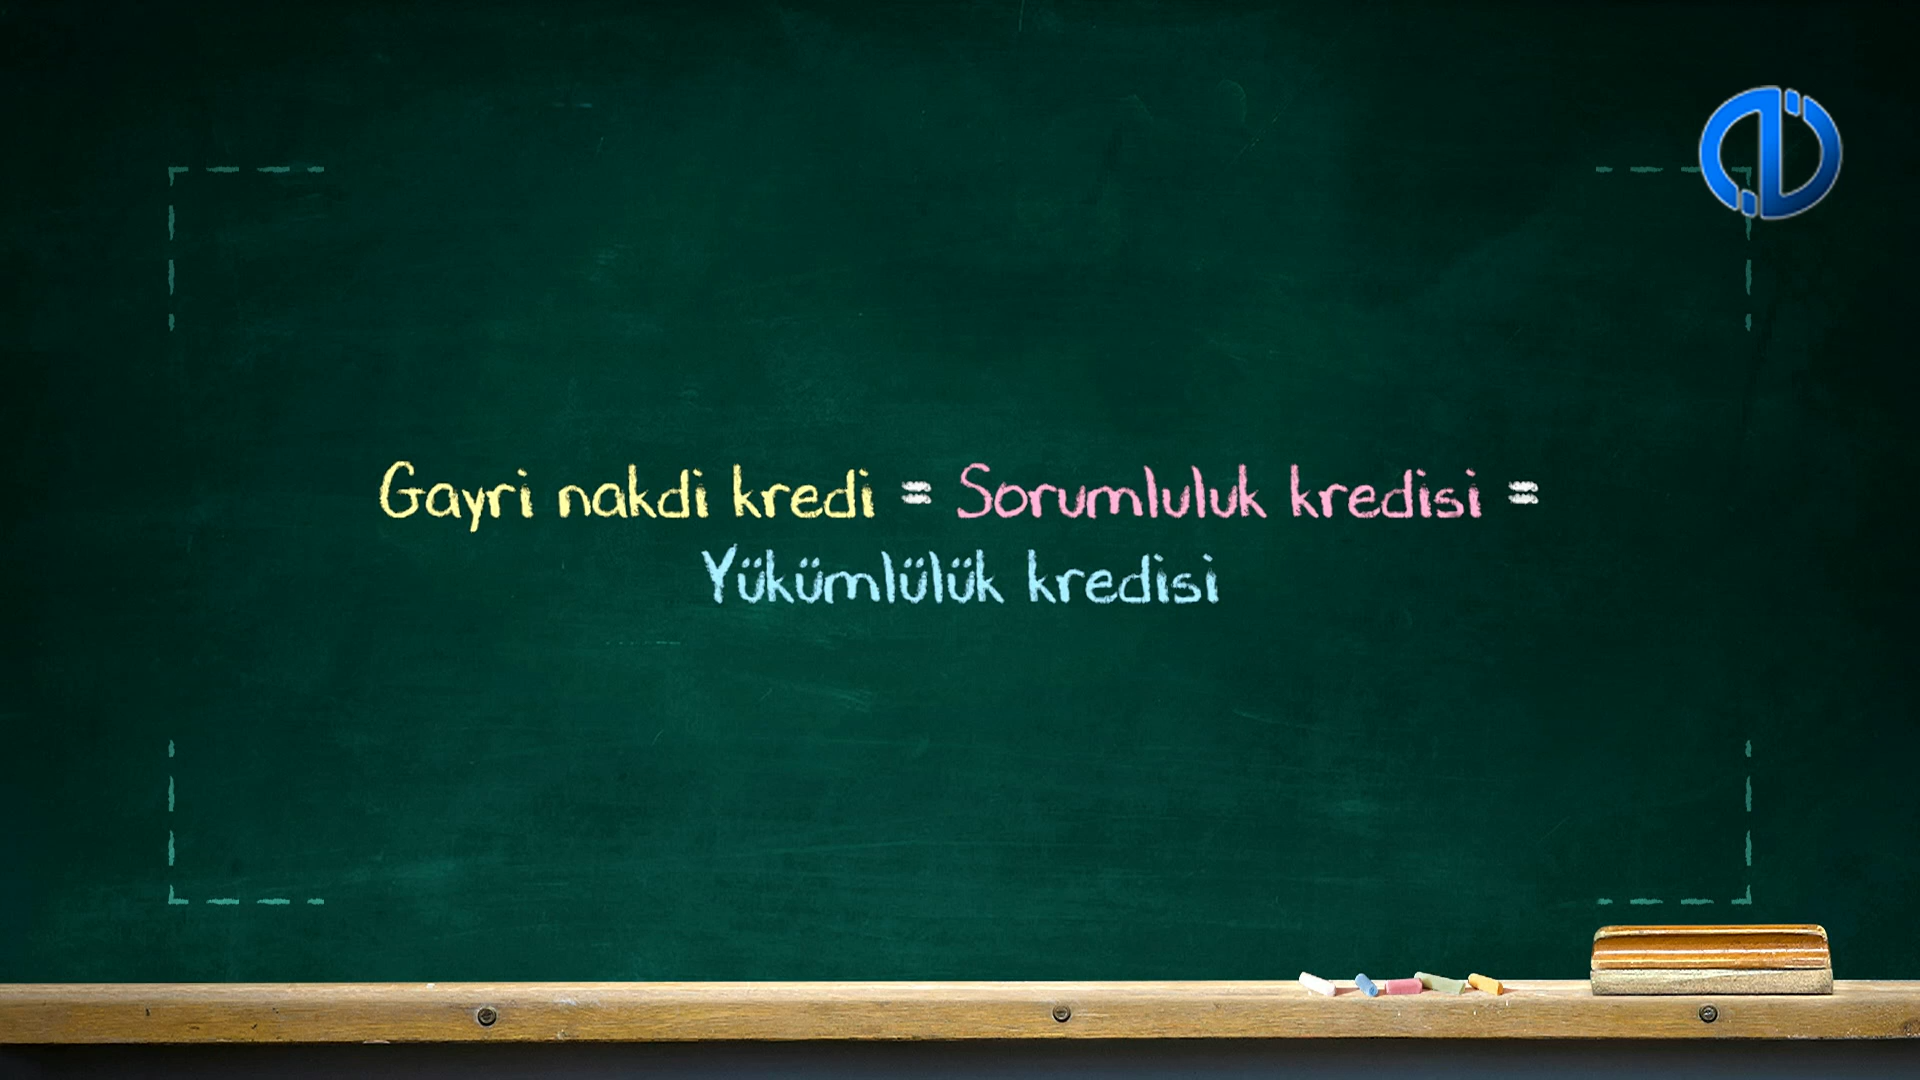 Gayri nakdi kredi = Sorumluluk kredisi =
Yükümlülük kredisi